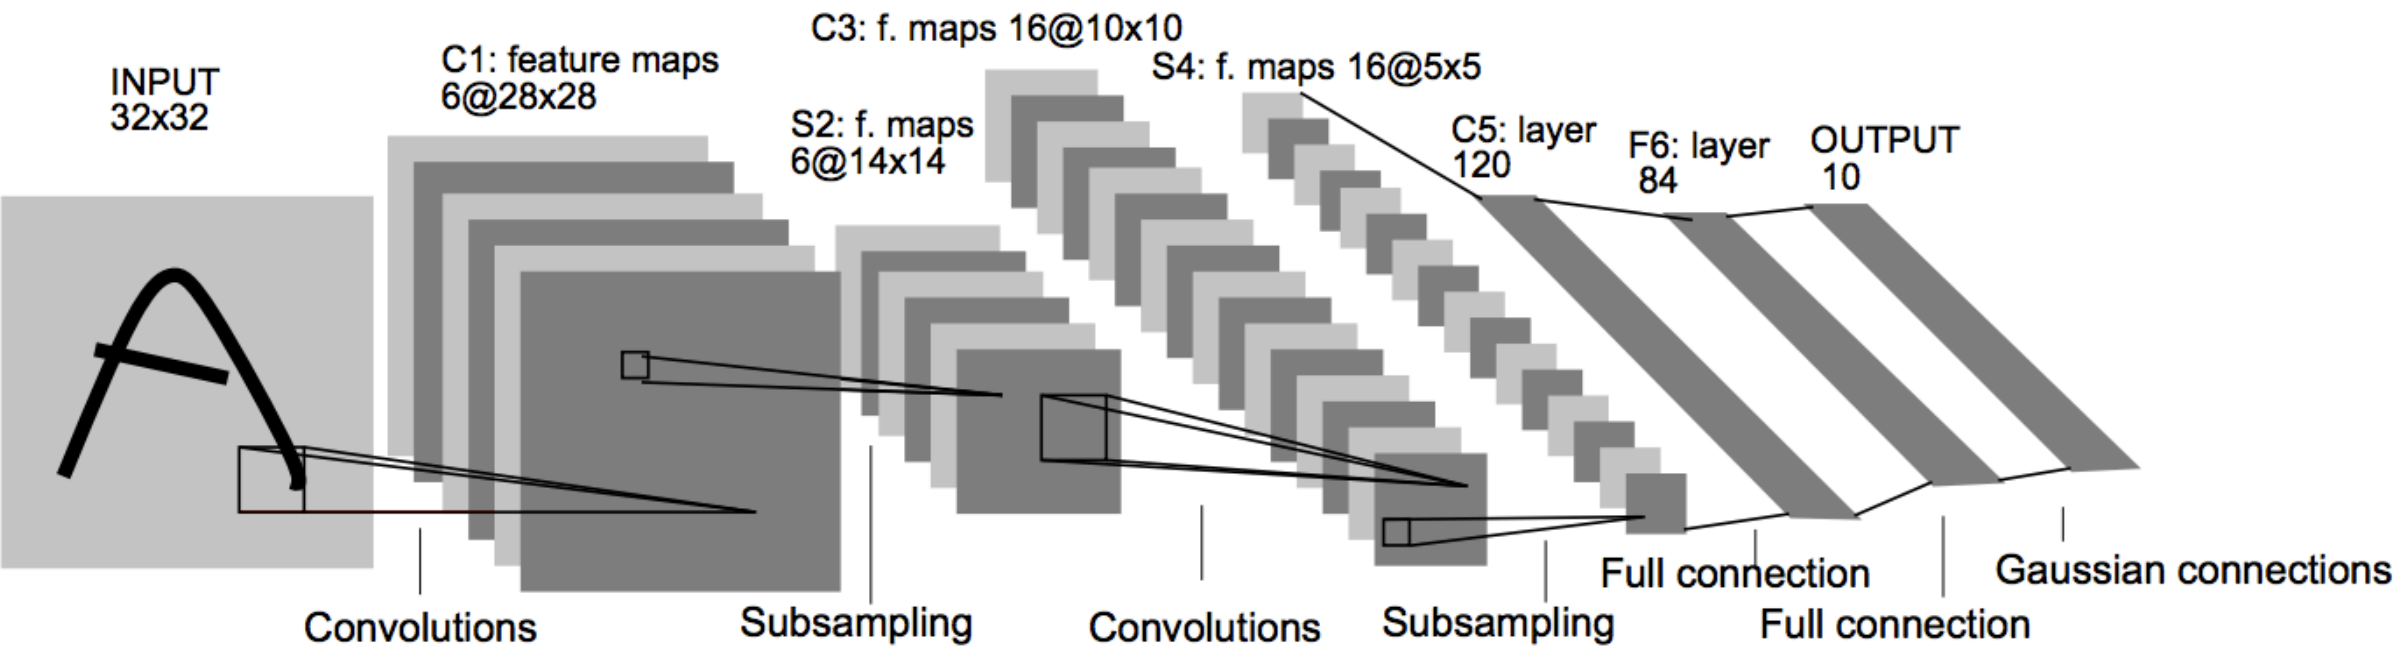 INPUT
32x32
C1: feature maps
6@28x28
S2: f. maps
6@14x14
C3: f. maps 16@10x10
S4: f. maps 16@5x5
C5: layer
120
F6: layer
84
OUTPUT
10
Convolutions
Subsampling
Convolutions
Subsampling
Full connection
Full connection
Gaussian connections